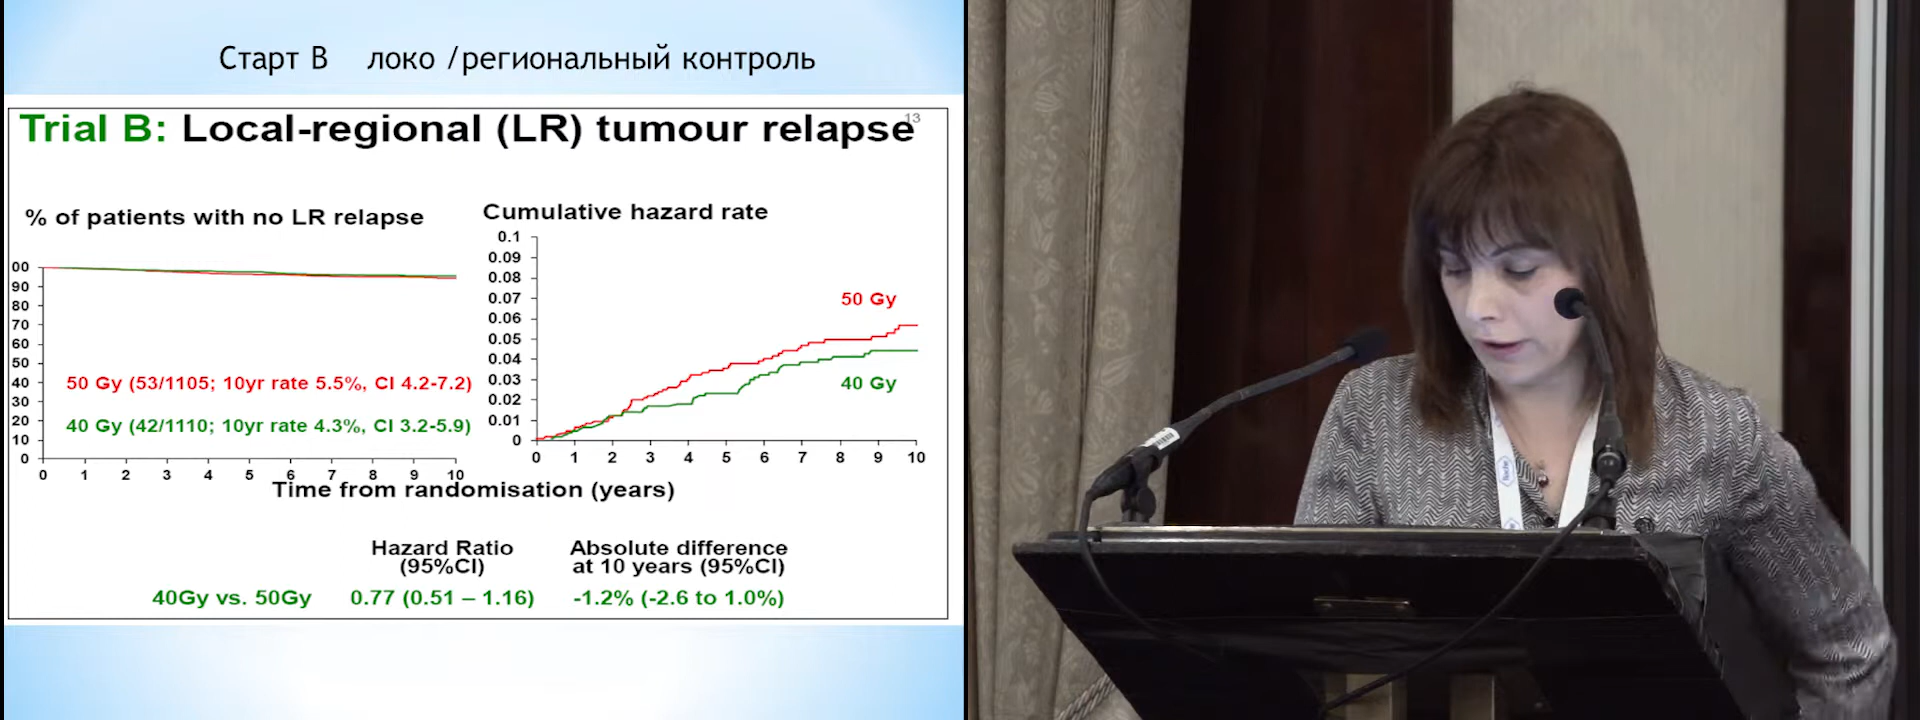 Старт В локо /региональный контроль
Trial B: Local-regional (LR) tumour relapse
13
% of patients with no LR relapse
00
90
80
70
60
50
40
30
20
10
0
50 Gy (53/1105; 10yr rate 5.5%, CI 4.2-7.2)
40 Gy (42/1110; 10yr rate 4.3%, CI 3.2-5.9)
0 1 2 3 4 5 6 7 8 9 10
Cumulative hazard rate
0.1
0.09
0.08
0.07
0.06
0.05
0.04
0.03
0.02
0.01
0
50 Gy
40 Gy
0 1 2 3 4 5 6 7 8 9 10
Time from randomisation (years)
Hazard Ratio
(95%CI)
Absolute difference
at 10 years (95%CI)
40Gy vs. 50Gy 0.77 (0.51 – 1.16) -1.2% (-2.6 to 1.0%)
Roche